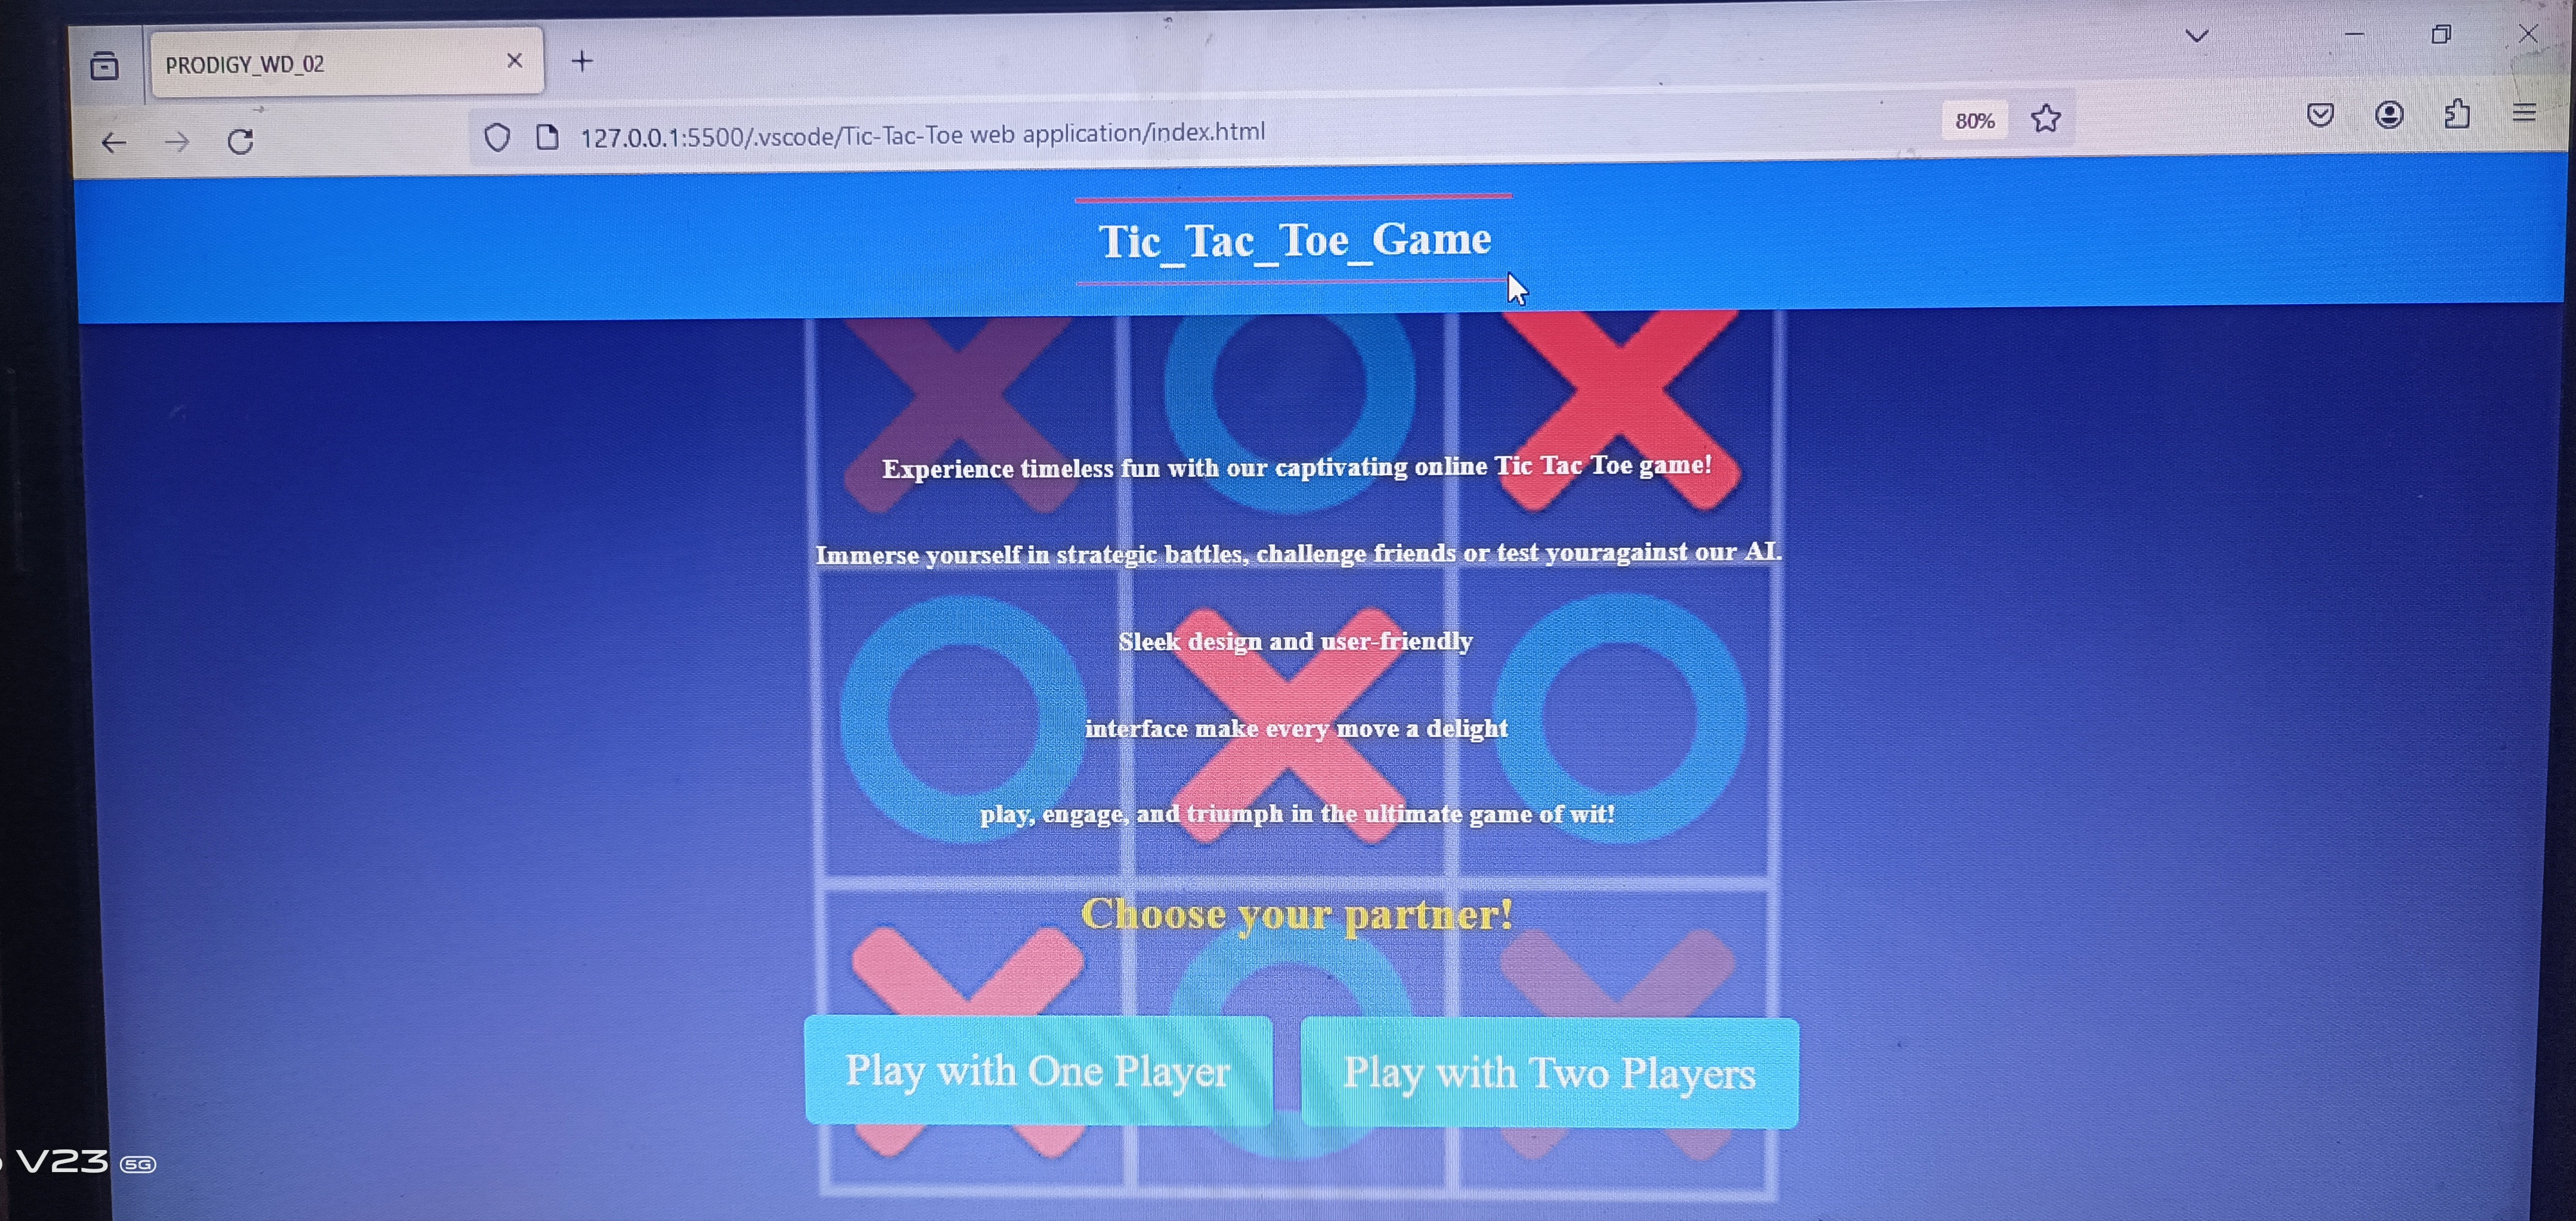 PRODIGY_WD_02
127.0.0.1:5500/.vscode/Tic-Tac-Toe web application/index.html
80%
Tic_Tac_Toe_Game
Experience timeless fun with our captivating online Tic Tac Toe game!
Immerse yourself in strategic battles, challenge friends or test youragainst our AI.
Sleek design and user-friendly
interface make every move a delight
play, engage, and triumph in the ultimate game of wit!
Choose your partner!
Play with One Player
Play with Two Players
V23 5G